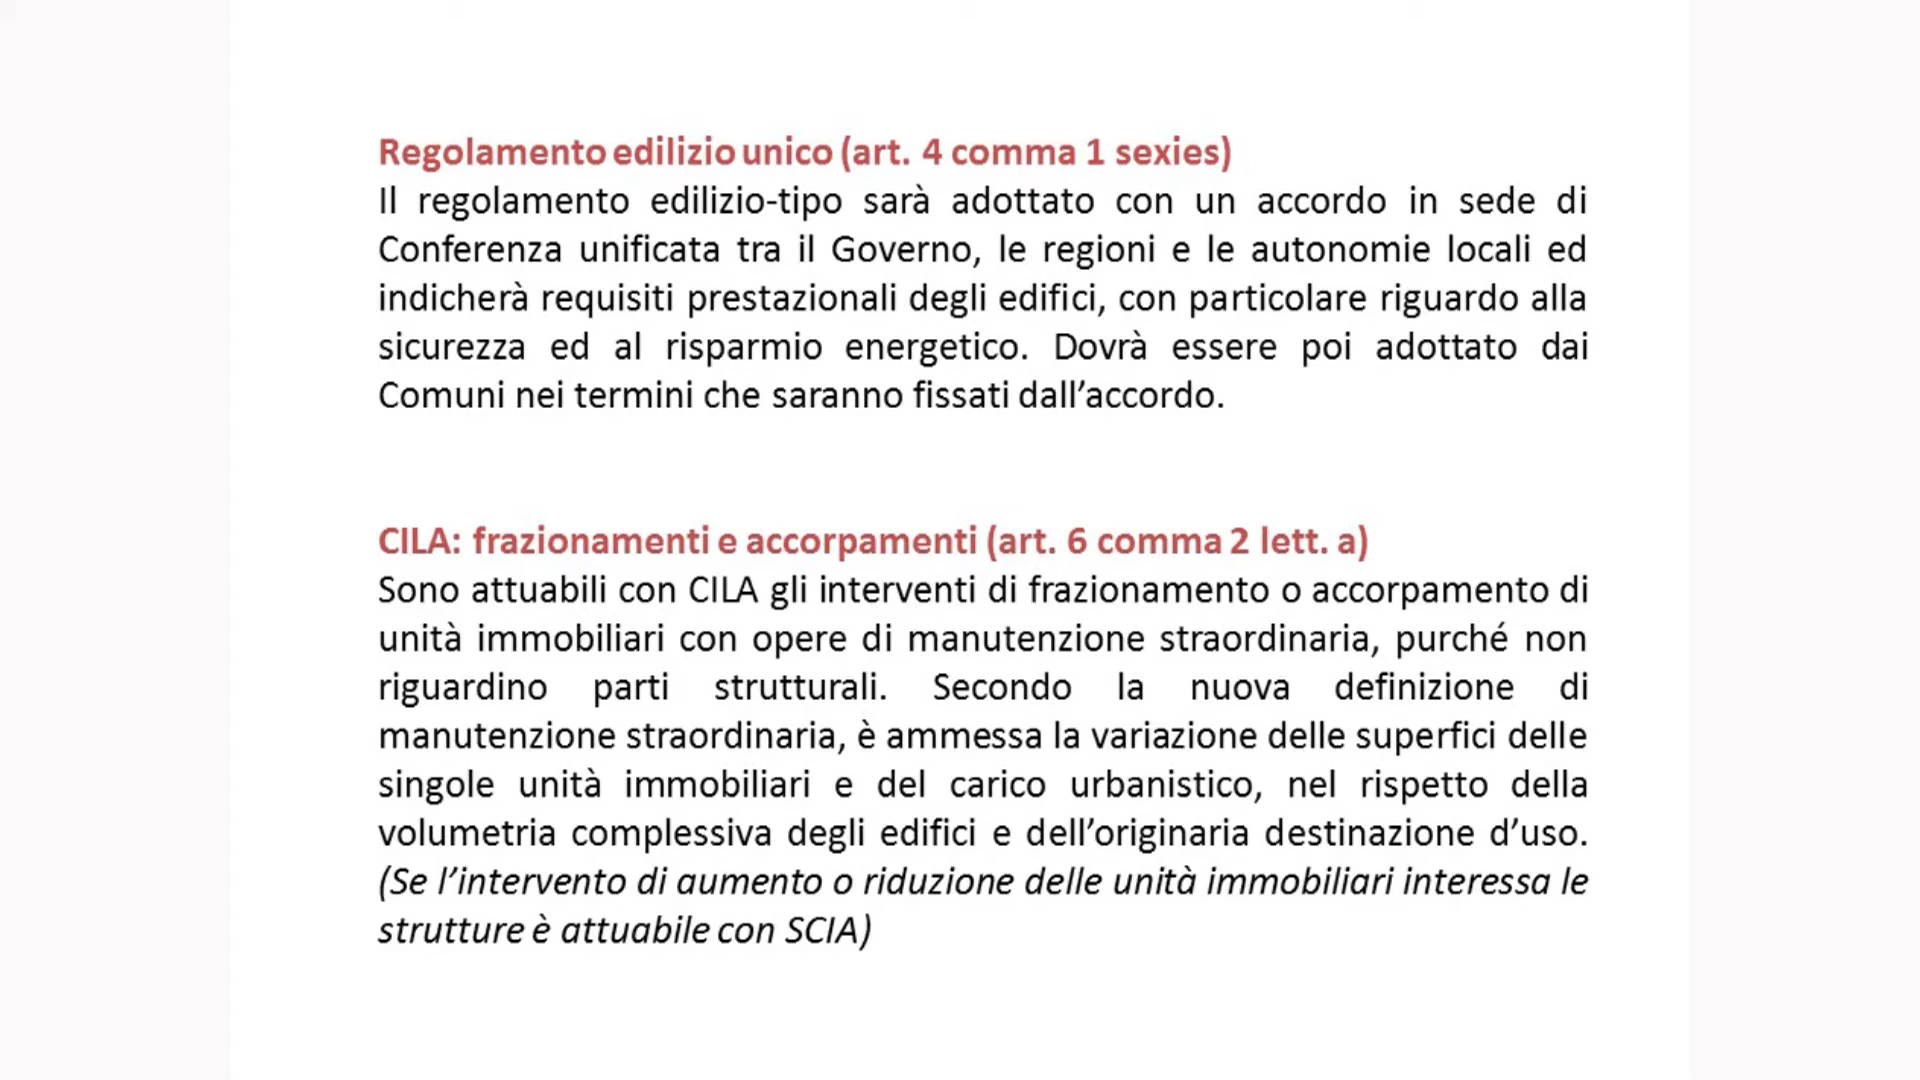 Regolamento edilizio unico (art. 4 comma 1 sexies)
Il regolamento edilizio-tipo sarà adottato con un accordo in sede di
Conferenza unificata tra il Governo, le regioni e le autonomie locali ed
indicherà requisiti prestazionali degli edifici, con particolare riguardo alla
sicurezza ed al risparmio energetico. Dovrà essere poi adottato dai
Comuni nei termini che saranno fissati dall’accordo.
CILA: frazionamenti e accorpamenti (art. 6 comma 2 lett. a)
Sono attuabili con CILA gli interventi di frazionamento o accorpamento di
unità immobiliari con opere di manutenzione straordinaria, purché non
riguardino parti strutturali. Secondo la nuova definizione di
manutenzione straordinaria, è ammessa la variazione delle superfici delle
singole unità immobiliari e del carico urbanistico, nel rispetto della
volumetria complessiva degli edifici e dell’originaria destinazione d’uso.
(Se l’intervento di aumento o riduzione delle unità immobiliari interessa le
strutture è attuabile con SCIA)